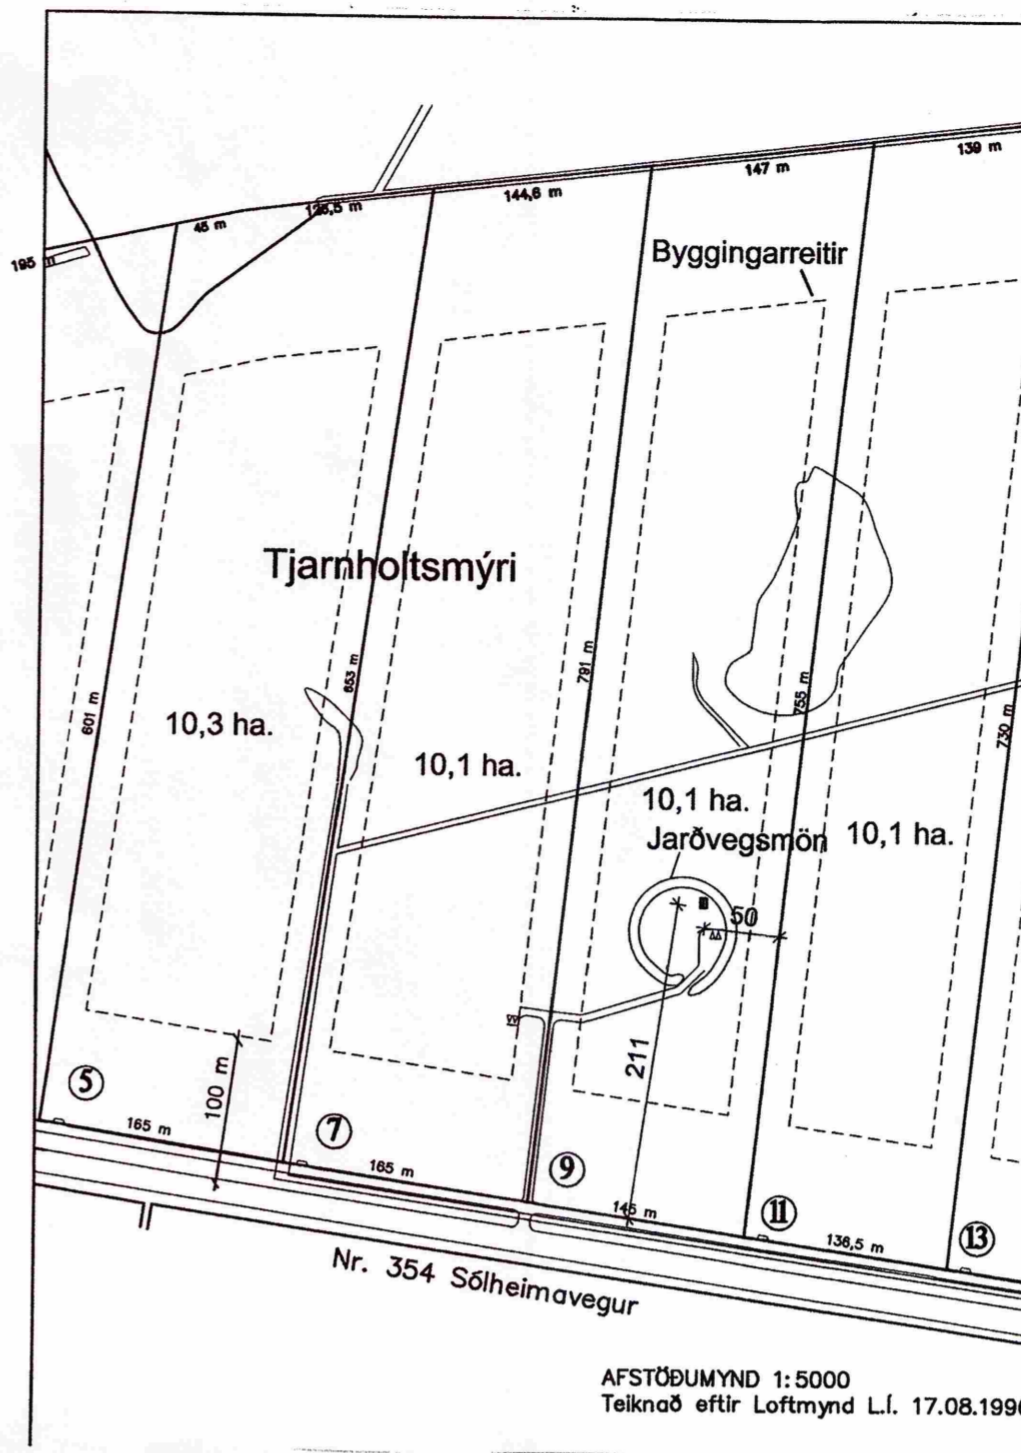 139 m
147 m
144,6 m
125,5 m
45 m
195
Byggingarreitir
Tjarnholtsmýri
601 m
653 m
791 m
755 m
730 m
10,3 ha.
10,1 ha.
10,1 ha.
10,1 ha.
Jarðvegsmön
50
211
100 m
5
7
9
11
13
165 m
165 m
145 m
136,5 m
Nr. 354 Sólheimavegur
AFSTÖÐUMYND 1:5000
Teiknað eftir Loftmynd L.Í. 17.08.1996